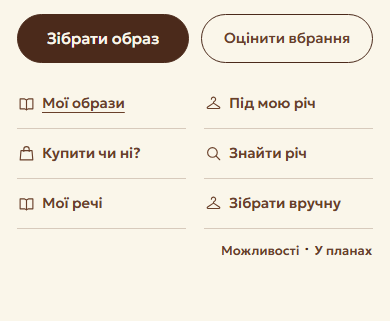 Зібрати образ
Оцінити вбрання
Мої образи
Під мою річ
Купити чи ні?
Знайти річ
Мої речі
Зібрати вручну
Можливості · У планах